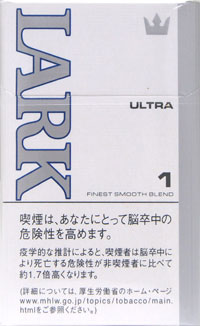 LARK
ULTRA
1
FINEST SMOOTH BLEND
喫煙は、あなたにとって脳卒中の
危険性を高めます。
疫学的な推計によると、喫煙者は脳卒中に
より死亡する危険性が非喫煙者に比べて
約1.7倍高くなります。
(詳細については、厚生労働省のホーム・ページ
www.mhlw.go.jp/topics/tobacco/main.
htmlをご参照ください。)